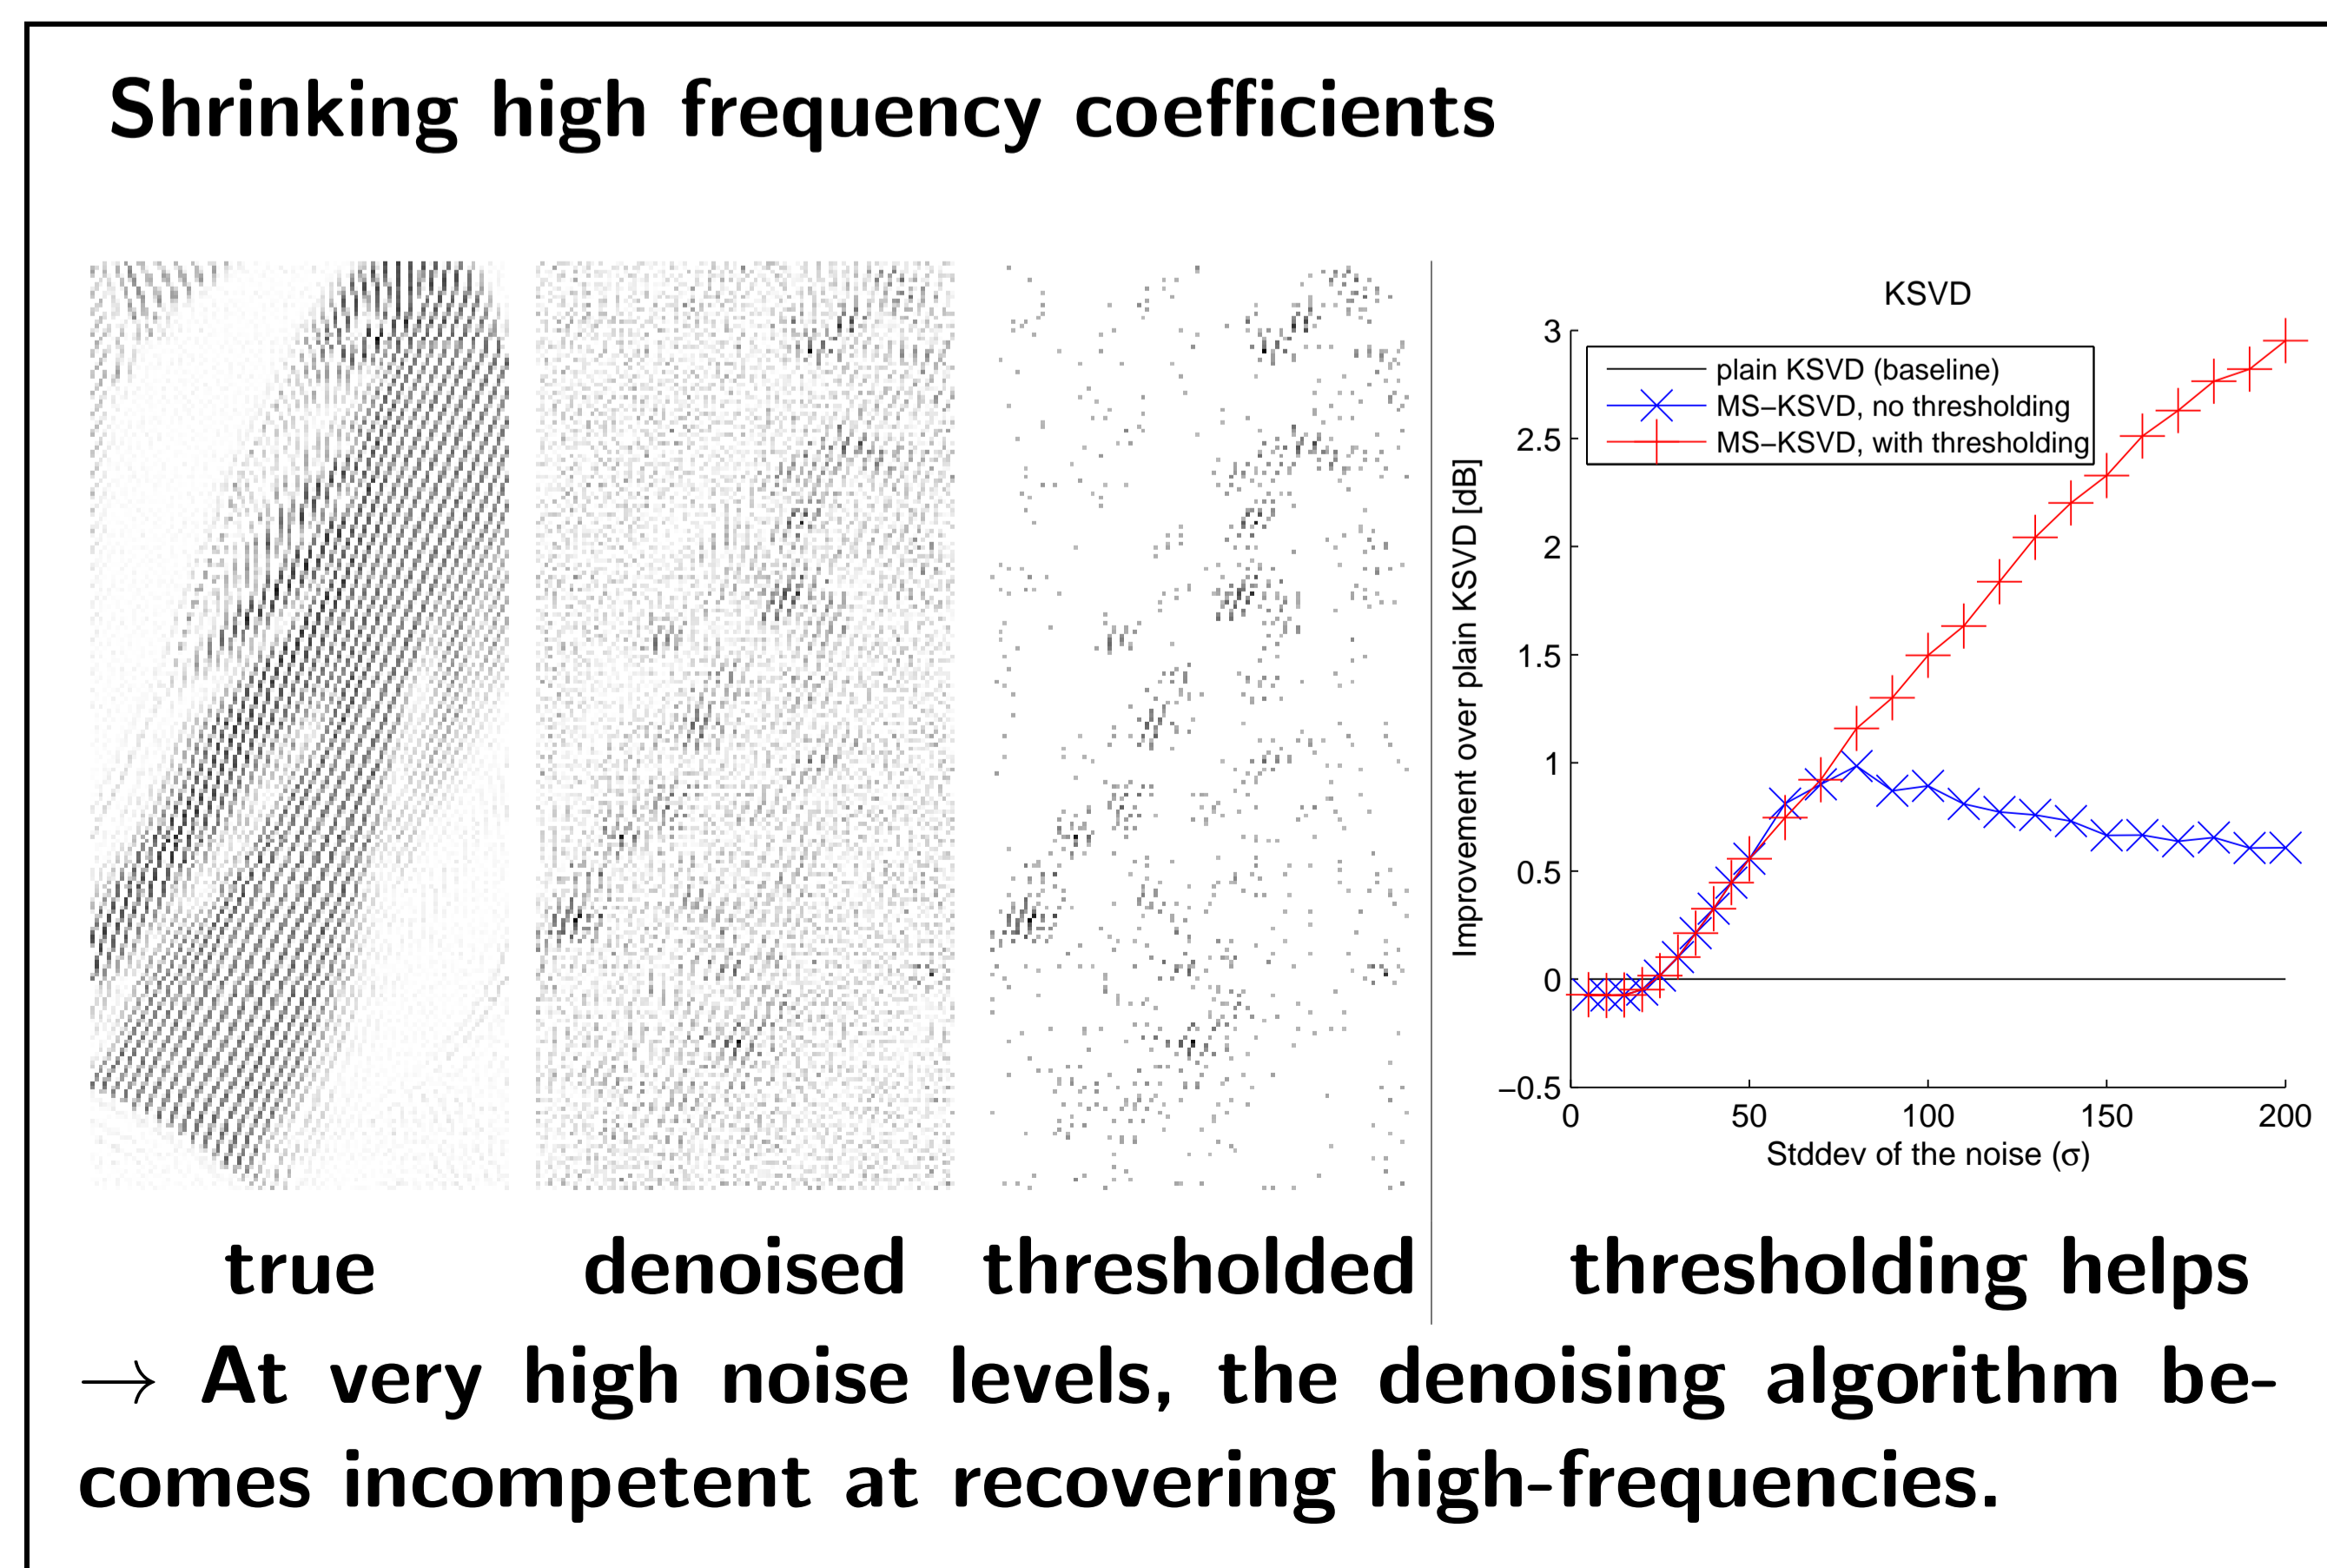 Shrinking high frequency coefficients
KSVD
plain KSVD (baseline)
MS–KSVD, no thresholding
MS–KSVD, with thresholding
Improvement over plain KSVD [dB]
3
2.5
2
1.5
1
0.5
0
–0.5
0 50 100 150 200
Stddev of the noise (σ)
true denoised thresholded thresholding helps
→ At very high noise levels, the denoising algorithm be-
comes incompetent at recovering high-frequencies.